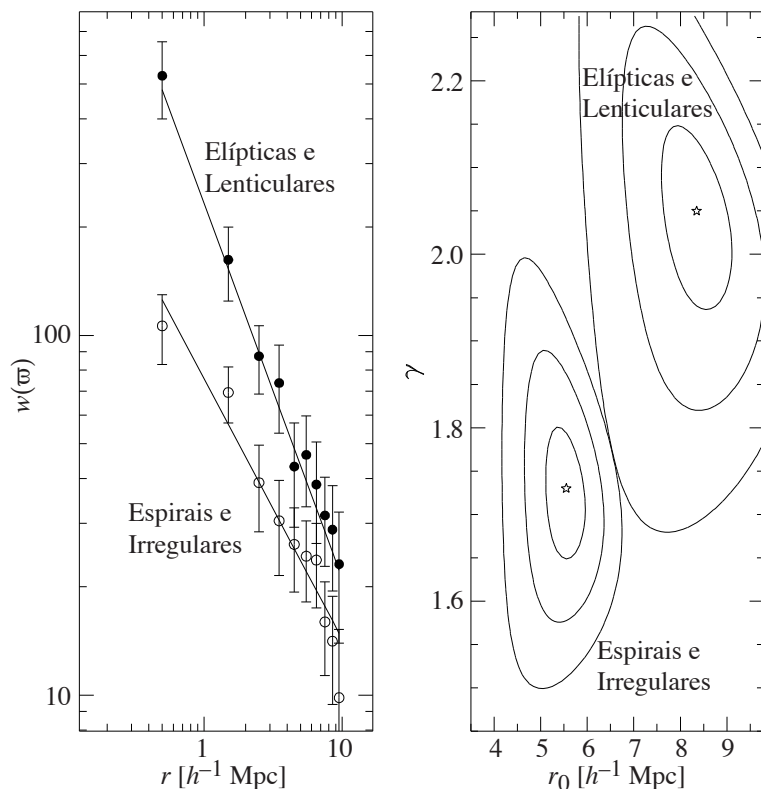 Elípticas e
Lenticulares
Espirais e
Irregulares
w(ϖ)
100
10
1
10
r [h–1 Mpc]
Elípticas e
Lenticulares
Espirais e
Irregulares
γ
2.2
2.0
1.8
1.6
4
5
6
7
8
9
r0 [h–1 Mpc]